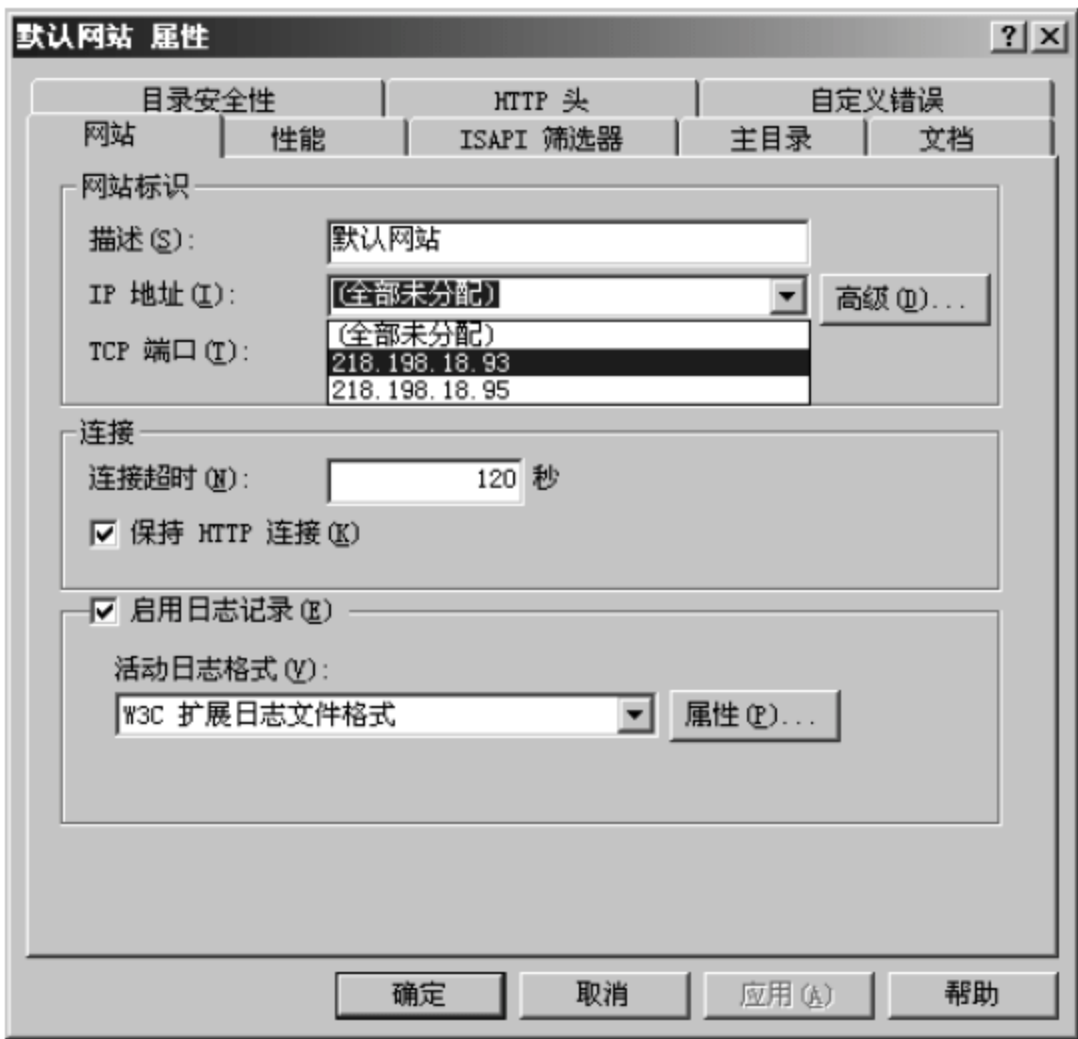 默认网站 属性
目录安全性 HTTP 头 自定义错误
网站 性能 ISAPI 筛选器 主目录 文档
网站标识
描述(S): 默认网站
IP 地址(I): (全部未分配) 高级(D)...
(全部未分配)
TCP 端口(T):
218.198.18.93
218.198.18.95
连接
连接超时(N): 120 秒
保持 HTTP 连接(K)
启用日志记录(E)
活动日志格式(V):
W3C 扩展日志文件格式 属性(P)...
确定 取消 应用(A) 帮助